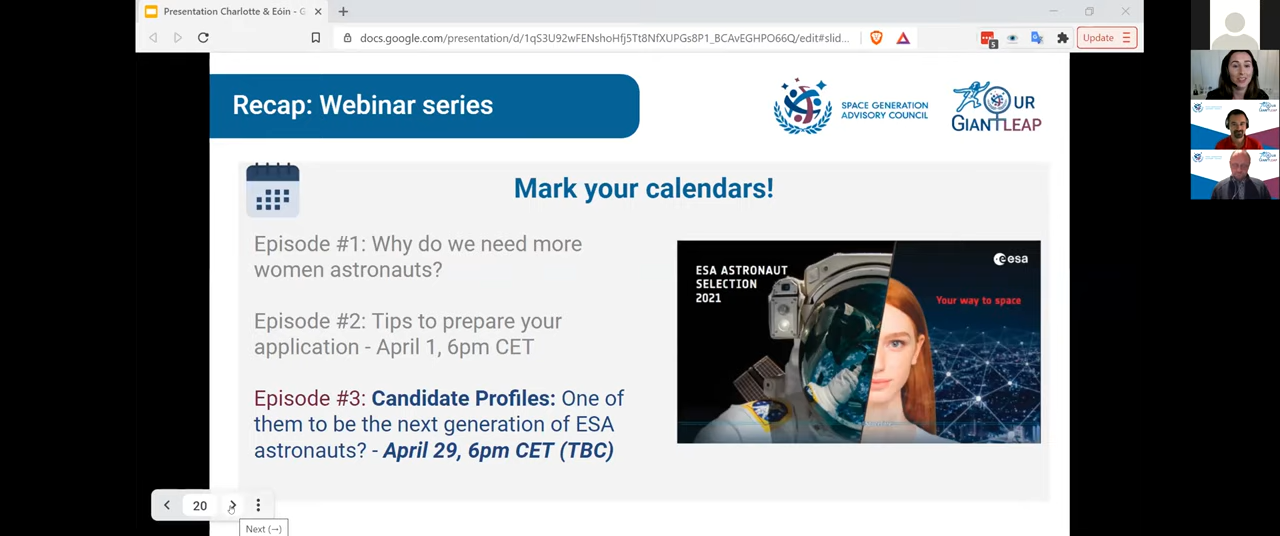 Presentation Charlotte & Eóin - G
docs.google.com/presentation/d/1qS3U92wFENshoHfj5Tt8NfXUPGs8P1_BCAvEGHPO66Q/edit#slid...
5
Update
Recap: Webinar series
SPACE GENERATION
ADVISORY COUNCIL
OUR
GIANTLEAP
Mark your calendars!
Episode #1: Why do we need more
women astronauts?
Episode #2: Tips to prepare your
application - April 1, 6pm CET
Episode #3: Candidate Profiles: One of
them to be the next generation of ESA
astronauts? - April 29, 6pm CET (TBC)
ESA ASTRONAUT
SELECTION
2021
esa
Your way to space
20
Next (→)